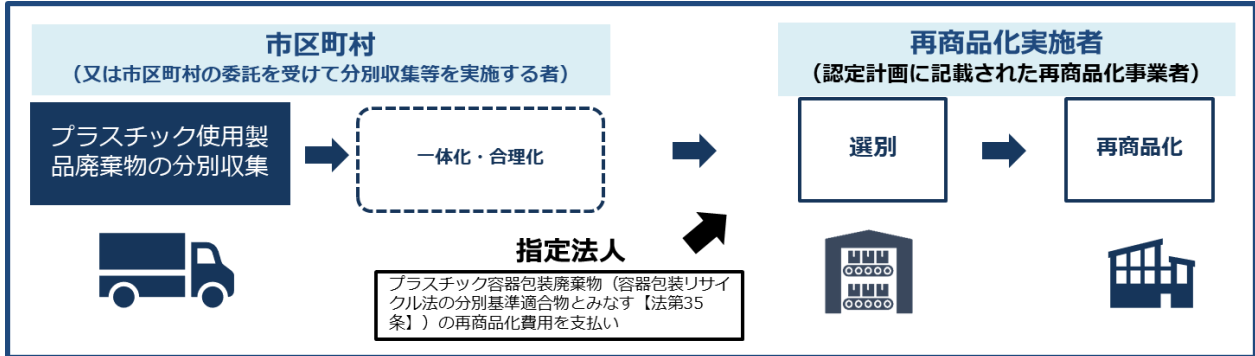 市区町村
（又は市区町村の委託を受けて分別収集等を実施する者）
再商品化実施者
（認定計画に記載された再商品化事業者）
プラスチック使用製
品廃棄物の分別収集
一体化・合理化
選別
再商品化
指定法人
プラスチック容器包装廃棄物（容器包装リサイ
クル法の分別基準適合物とみなす【法第35
条】）の再商品化費用を支払い